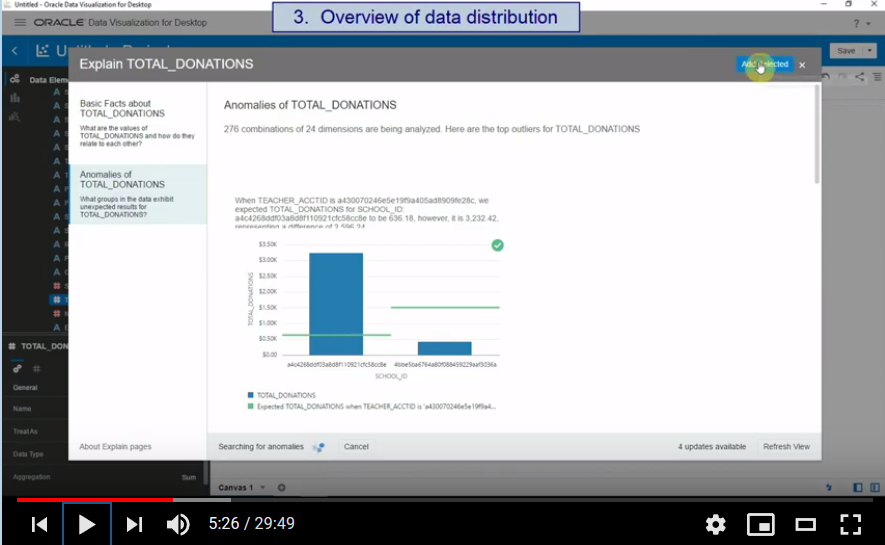 Untitled - Oracle Data Visualization for Desktop
3. Overview of data distribution
ORACLE Data Visualization for Desktop
Save
Explain TOTAL_DONATIONS
Data Elem
Basic Facts about
TOTAL_DONATIONS
What are the values of
TOTAL_DONATIONS and how do they
relate to each other?
Anomalies of
TOTAL_DONATIONS
What groups in the data exhibit
unexpected results for
TOTAL_DONATIONS?
Anomalies of TOTAL_DONATIONS
276 combinations of 24 dimensions are being analyzed. Here are the top outliers for TOTAL_DONATIONS
When TEACHER_ACCTID is a430070246e5e19f9a405ad8909fe28c, we
expected TOTAL_DONATIONS for SCHOOL_ID:
a4c4268ddf03a8d8f110921cfc58cc8e to be 636.18, however, it is 3,232.42,
representing a difference of 2,596.24
$3.50K
$3.00K
$2.50K
$2.00K
$1.50K
$1.00K
$0.50K
$0.00
TOTAL_DONATIONS
a4c4268ddf03a8d8f110921cfc58cc8e
SCHOOL_ID
TOTAL_DONATIONS
Expected TOTAL_DONATIONS when TEACHER_ACCTID is 'a430070246e5e19f9a4...
TOTAL_DON
General
Name
Treat As
Data Type
Aggregation
Sum
About Explain pages
Searching for anomalies
Cancel
4 updates available
Refresh View
Canvas 1
5:26 / 29:49